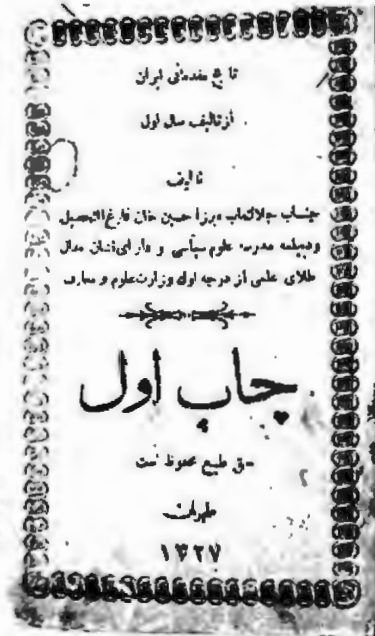 تاریخ مقدماتی ایران
از تألیف سال اول
تألیف
جناب جلالتمآب میرزا حسین خان فارغ التحصیل
و دیپلمه مدرسه علوم سیاسی و دارای نشان مدال
طلای علمی از درجه اول وزارت علوم و معارف
چاپ اول
حق طبع محفوظ است
طهران
۱۳۲۷